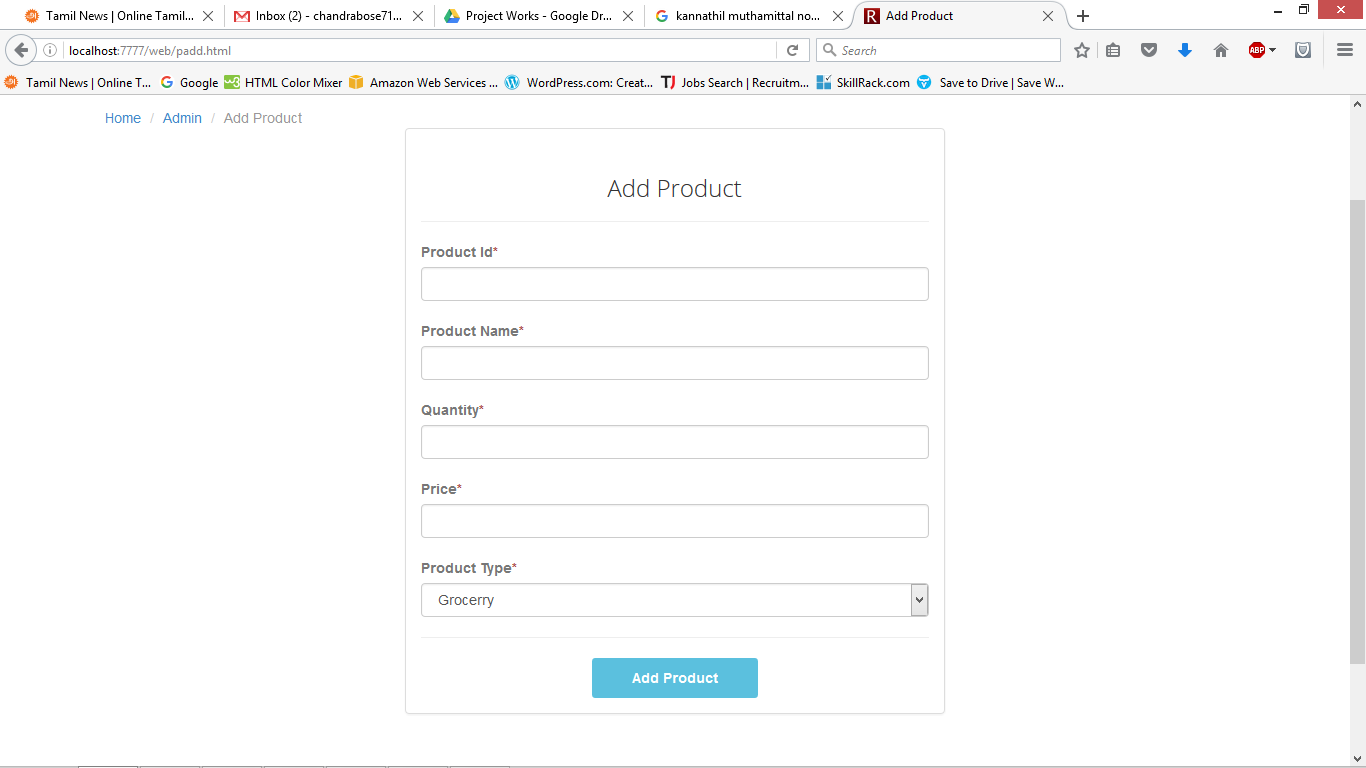 Tamil News | Online Tamil... Inbox (2) - chandrabose71... Project Works - Google Dr... kannathil muthamittal no... Add Product
localhost:7777/web/padd.html Search ABP
Tamil News | Online T... Google HTML Color Mixer Amazon Web Services ... WordPress.com: Creat... Jobs Search | Recruitm... SkillRack.com Save to Drive | Save W...
Home / Admin / Add Product
Add Product
Product Id*
Product Name*
Quantity*
Price*
Product Type*
Grocerry
Add Product